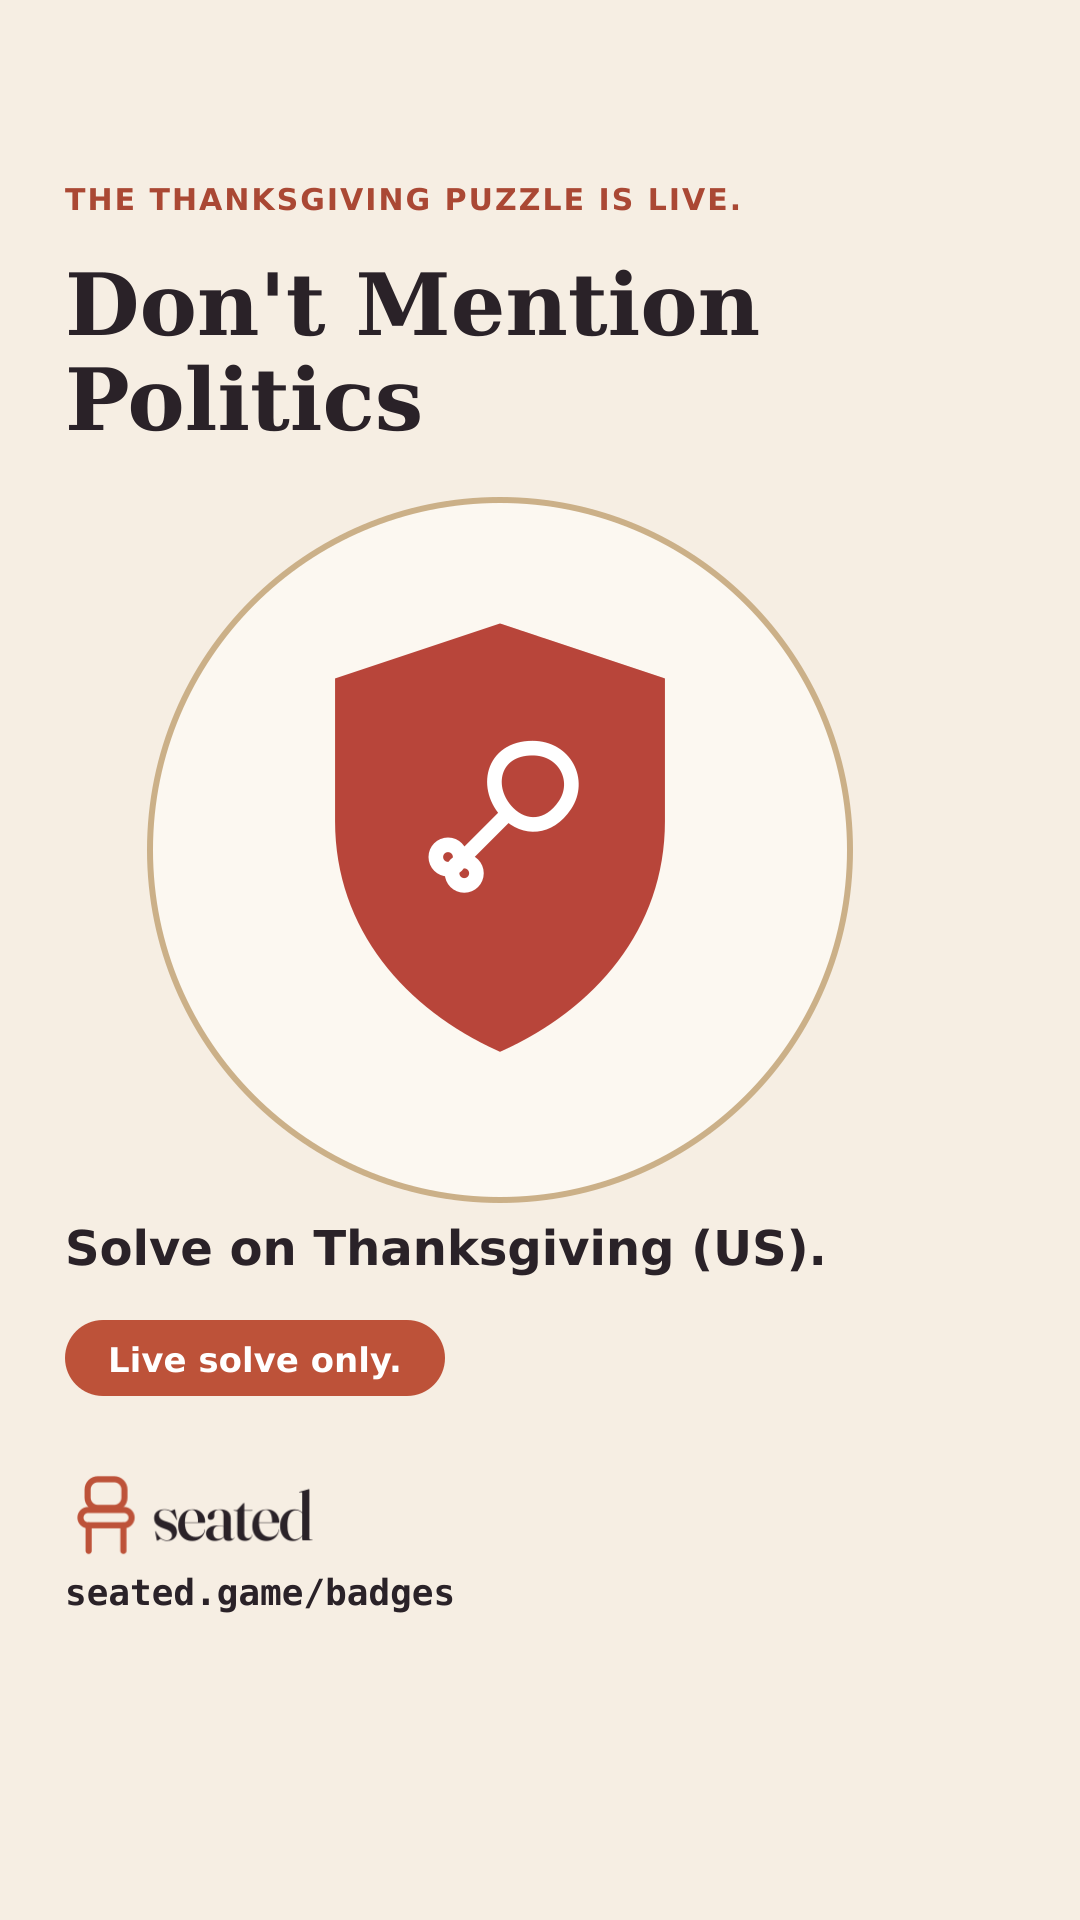 THE THANKSGIVING PUZZLE IS LIVE.
Don't Mention
Politics
Solve on Thanksgiving (US).
Live solve only.
seated
seated.game/badges